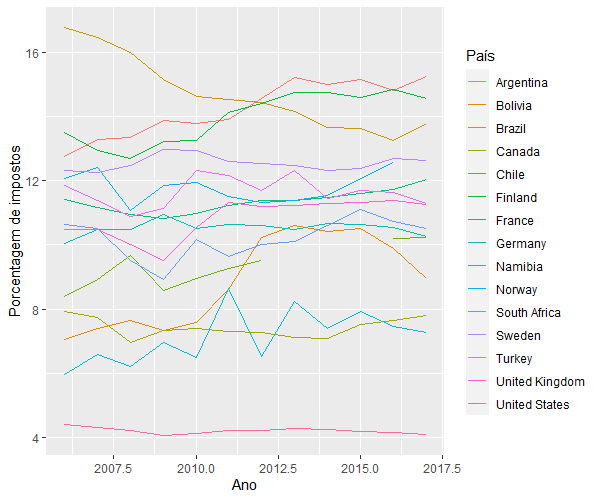 16
12
8
4
Porcentagem de impostos
2007.5
2010.0
2012.5
2015.0
2017.5
Ano
País
Argentina
Bolivia
Brazil
Canada
Chile
Finland
France
Germany
Namibia
Norway
South Africa
Sweden
Turkey
United Kingdom
United States